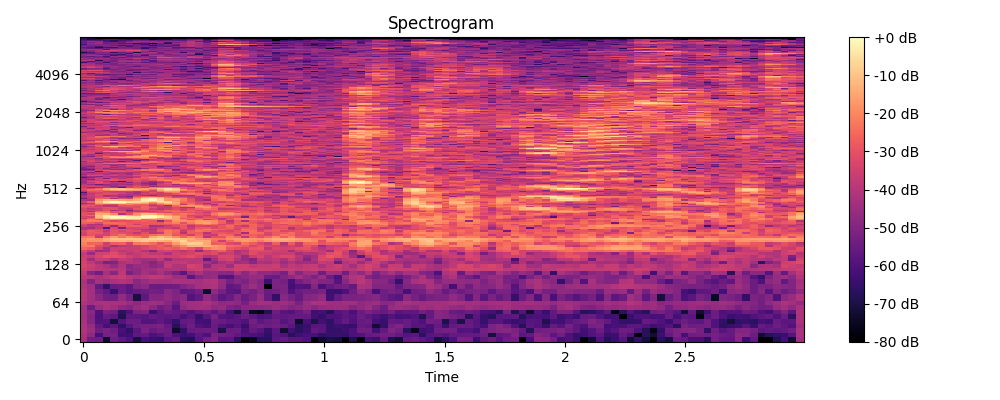 Spectrogram
Hz
4096
2048
1024
512
256
128
64
0
0
0.5
1
1.5
2
2.5
Time
+0 dB
-10 dB
-20 dB
-30 dB
-40 dB
-50 dB
-60 dB
-70 dB
-80 dB